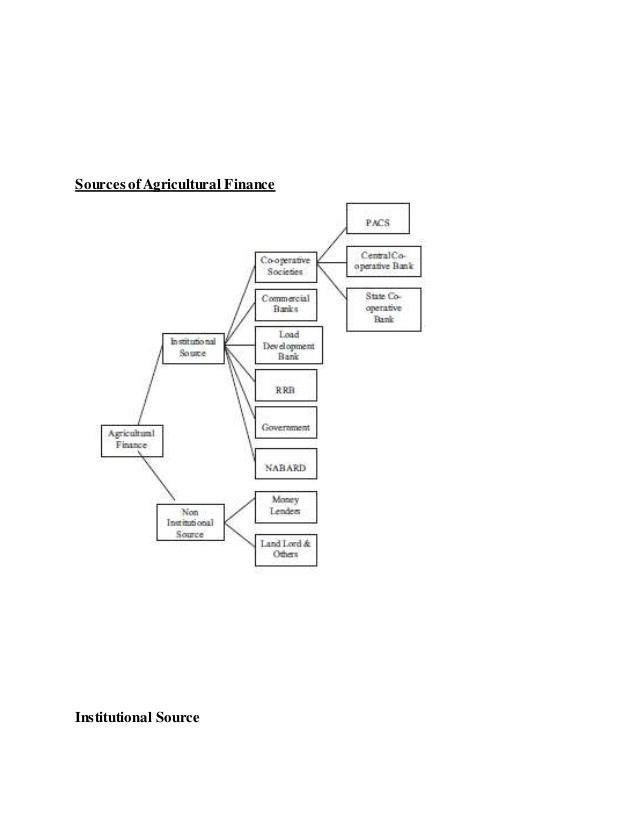 Sources of Agricultural Finance
PACS
Central Co-
operative Bank
State Co-
operative
Bank
Co-operative
Societies
Commercial
Banks
Load
Development
Bank
RRB
Government
NABARD
Institutional
Source
Agricultural
Finance
Non
Institutional
Source
Money
Lenders
Land Lord &
Others
Institutional Source